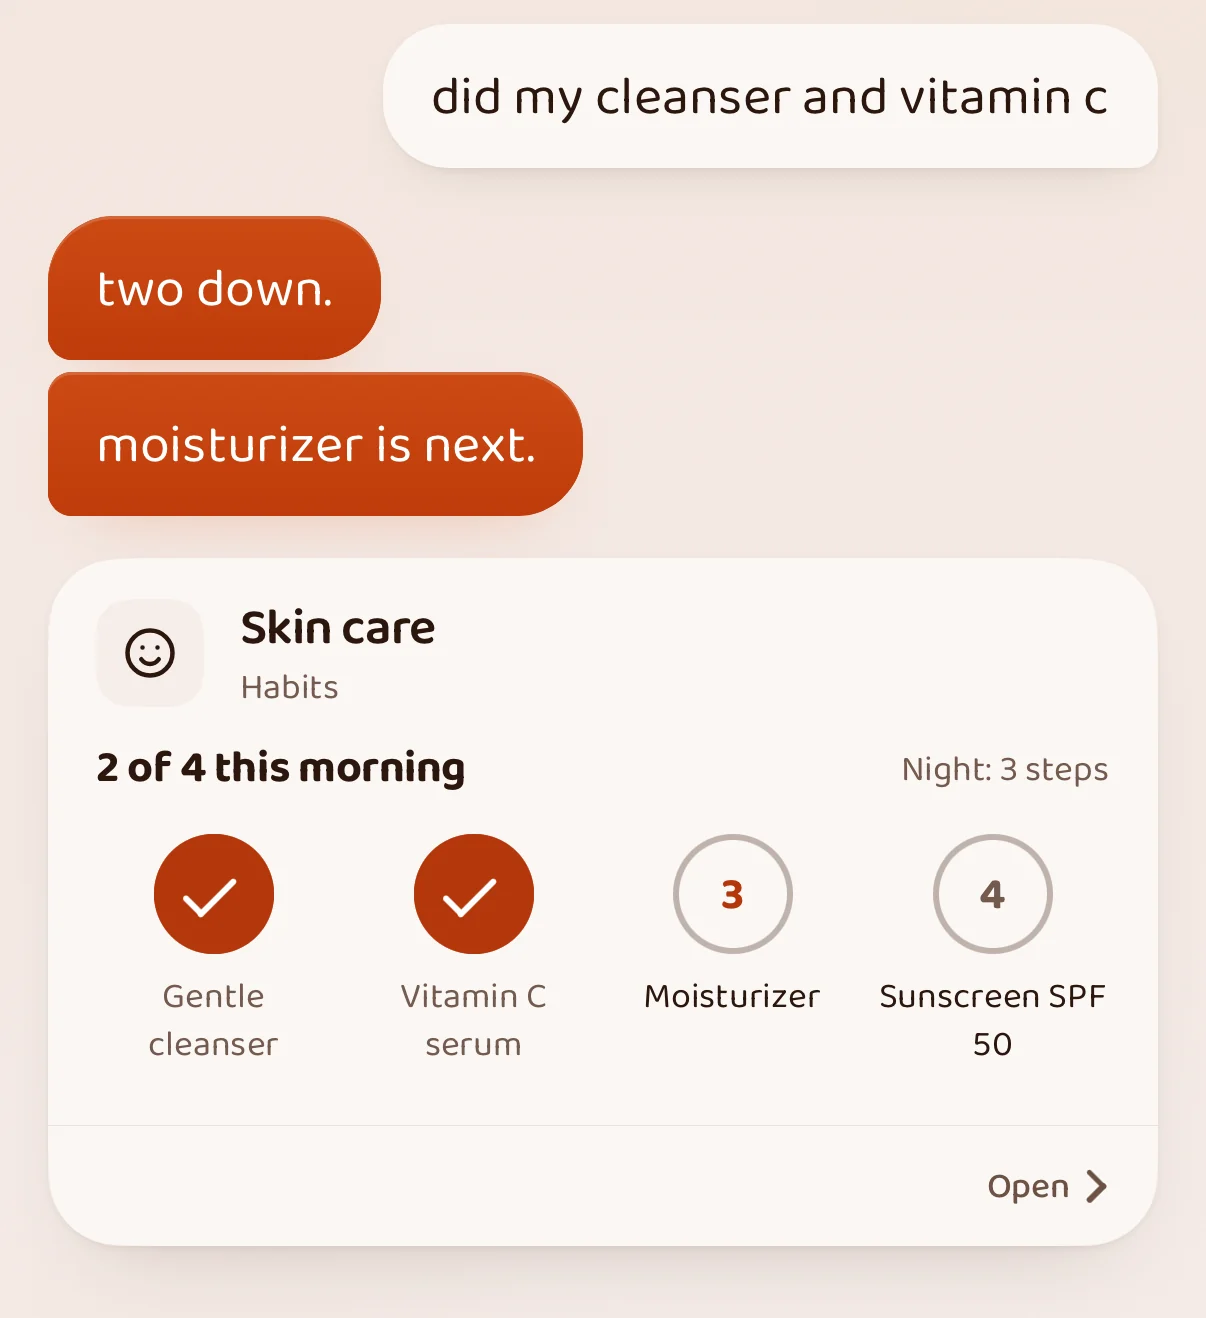 did my cleanser and vitamin c
two down.
moisturizer is next.
Skin care
Habits
2 of 4 this morning
Night: 3 steps
3
4
Gentle
cleanser
Vitamin C
serum
Moisturizer
Sunscreen SPF
50
Open